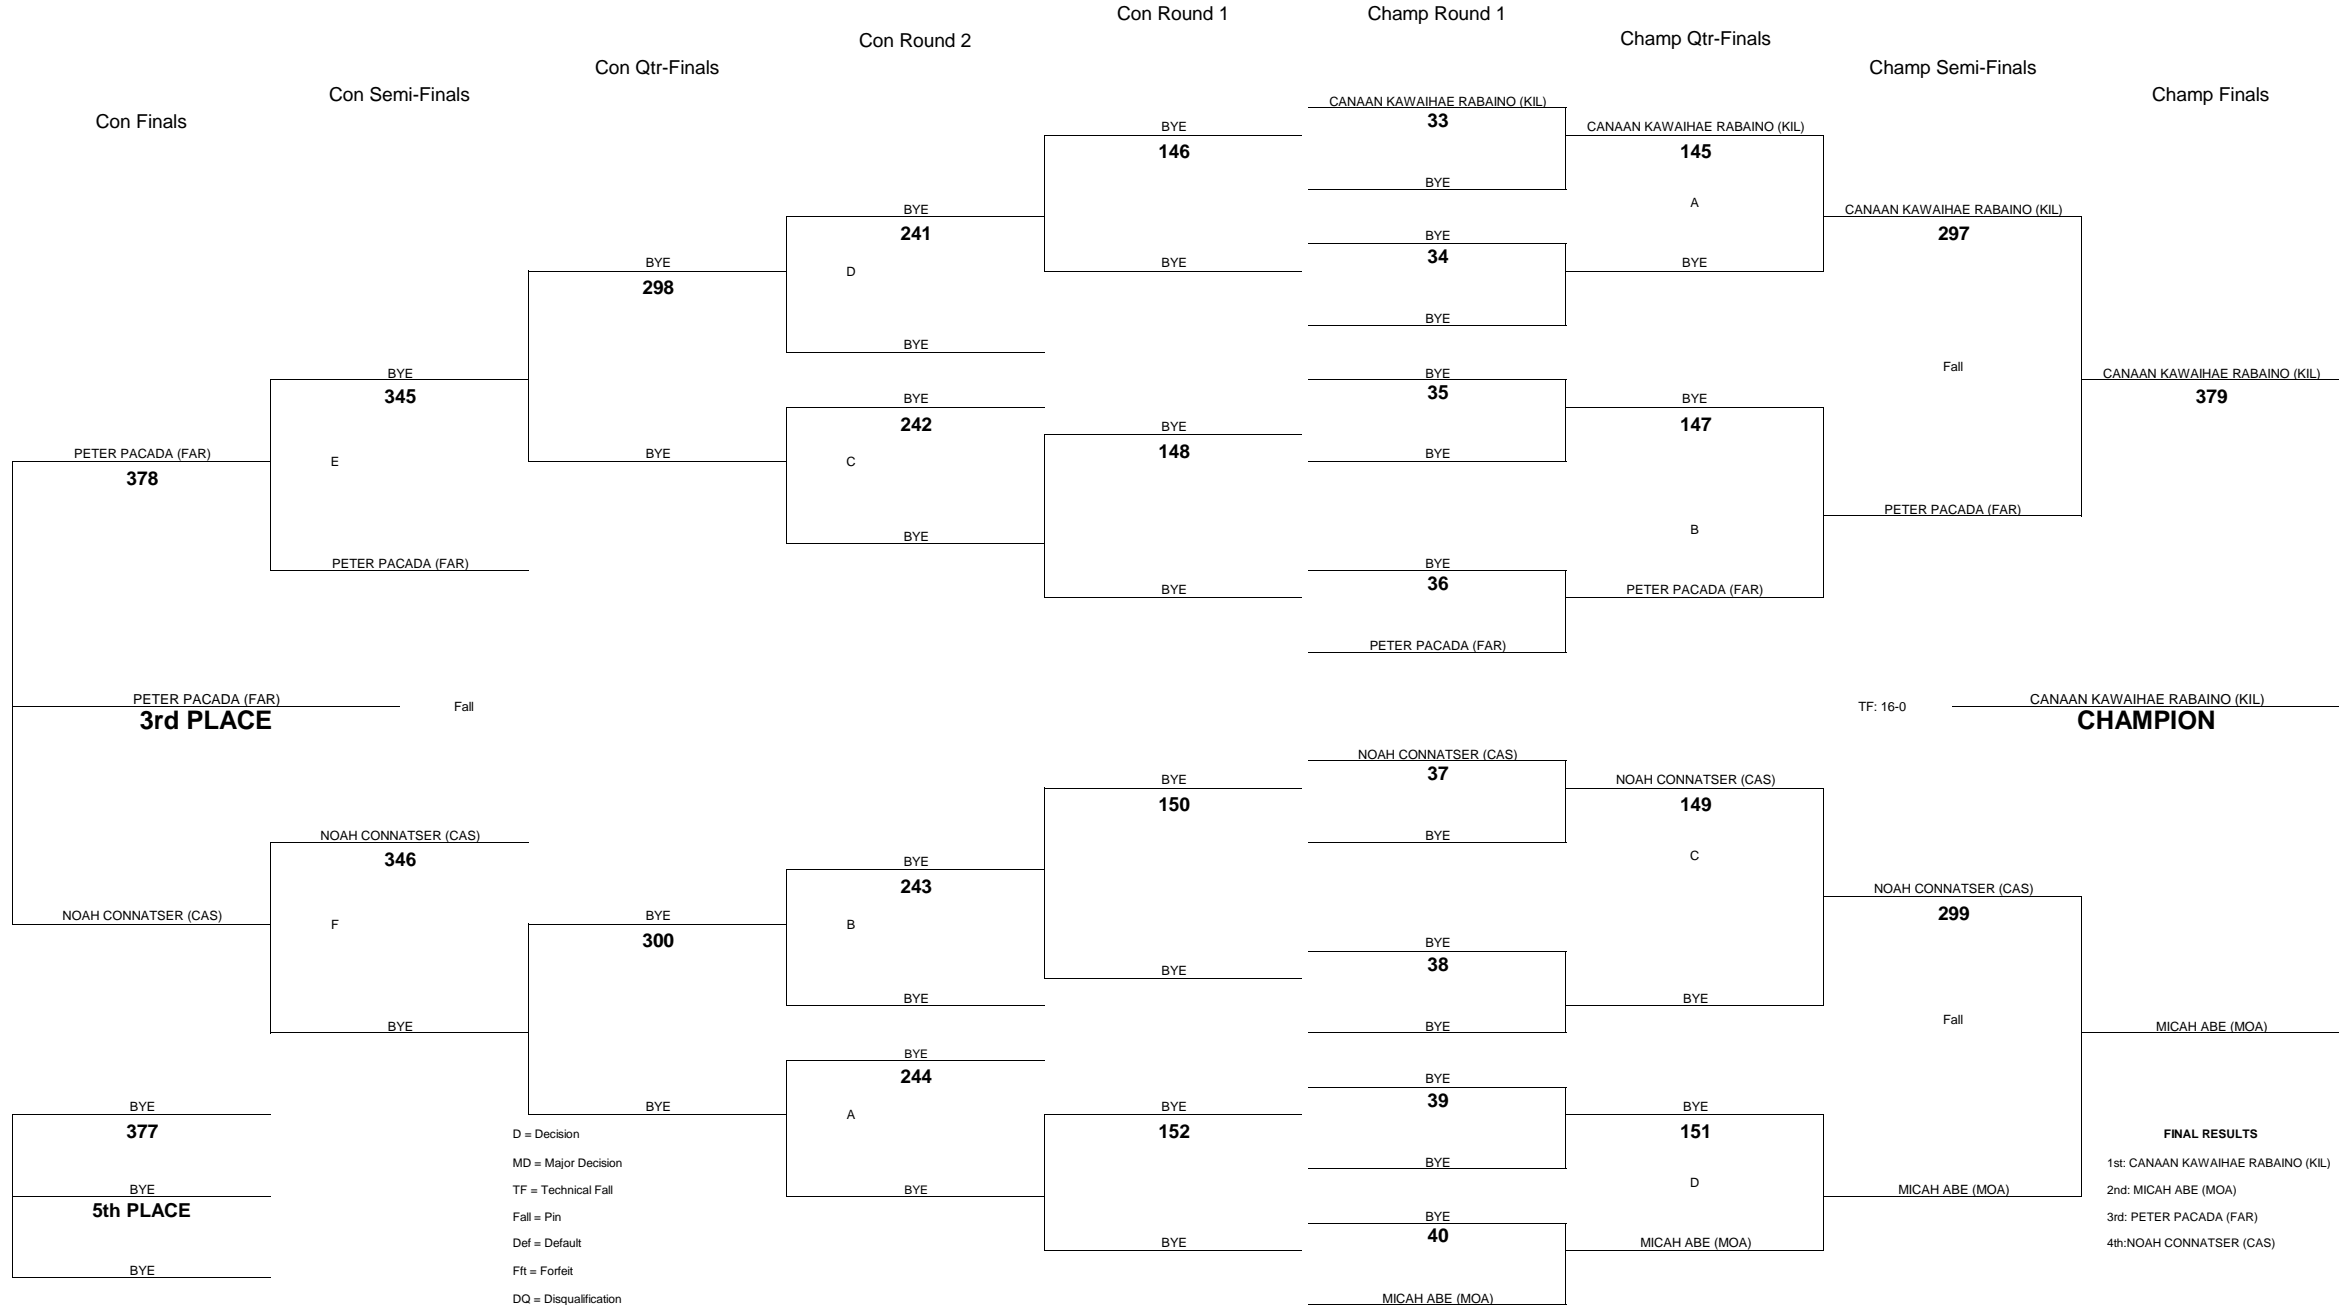 Con Round 1
Champ Round 1
Con Round 2
Champ Qtr-Finals
Con Qtr-Finals
Champ Semi-Finals
Con Semi-Finals
Champ Finals
Con Finals
CANAAN KAWAIHAE RABAINO (KIL)
33
BYE
146
CANAAN KAWAIHAE RABAINO (KIL)
145
BYE
A
BYE
241
CANAAN KAWAIHAE RABAINO (KIL)
297
BYE
34
BYE
298
D
BYE
BYE
BYE
BYE
BYE
345
BYE
35
Fall
CANAAN KAWAIHAE RABAINO (KIL)
379
BYE
242
BYE
147
BYE
148
PETER PACADA (FAR)
378
E
BYE
C
BYE
PETER PACADA (FAR)
BYE
B
PETER PACADA (FAR)
BYE
36
BYE
PETER PACADA (FAR)
PETER PACADA (FAR)
PETER PACADA (FAR)
3rd PLACE
Fall
TF: 16-0
CANAAN KAWAIHAE RABAINO (KIL)
CHAMPION
NOAH CONNATSER (CAS)
37
BYE
150
NOAH CONNATSER (CAS)
149
NOAH CONNATSER (CAS)
346
BYE
C
BYE
243
NOAH CONNATSER (CAS)
299
NOAH CONNATSER (CAS)
F
BYE
300
B
BYE
38
BYE
BYE
BYE
BYE
BYE
Fall
MICAH ABE (MOA)
BYE
244
BYE
39
BYE
377
BYE
A
BYE
152
BYE
151
D = Decision
FINAL RESULTS
MD = Major Decision
BYE
1st: CANAAN KAWAIHAE RABAINO (KIL)
BYE
5th PLACE
TF = Technical Fall
BYE
D
MICAH ABE (MOA)
2nd: MICAH ABE (MOA)
Fall = Pin
BYE
40
3rd: PETER PACADA (FAR)
Def = Default
BYE
MICAH ABE (MOA)
4th:NOAH CONNATSER (CAS)
BYE
Fft = Forfeit
DQ = Disqualification
MICAH ABE (MOA)